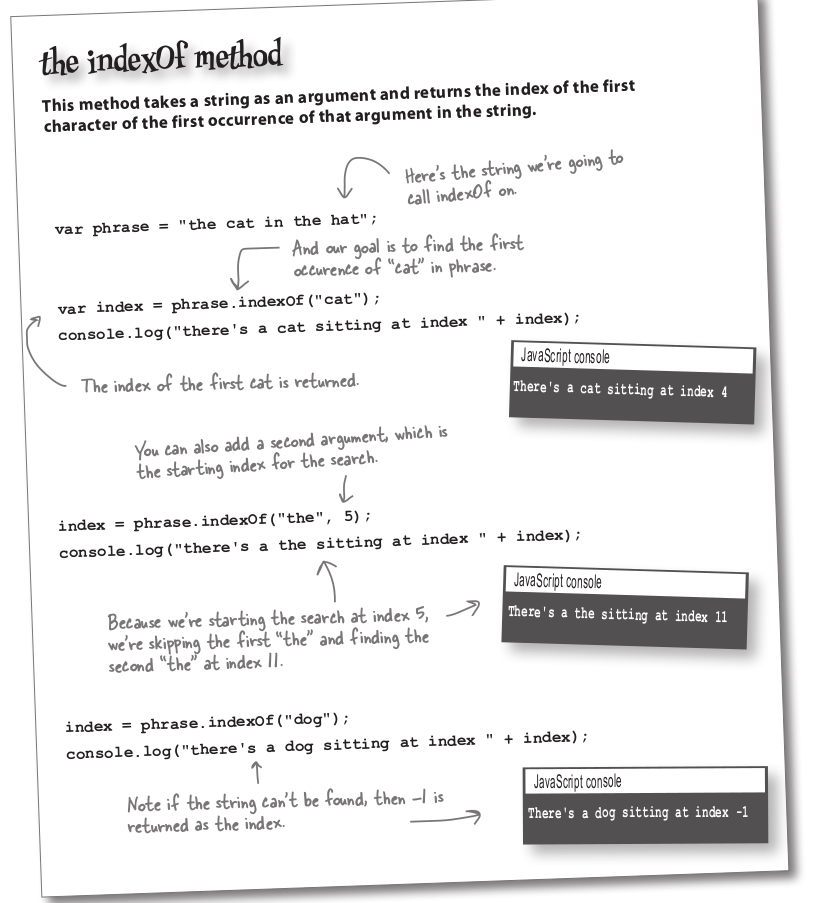 the indexOf method
This method takes a string as an argument and returns the index of the first
character of the first occurrence of that argument in the string.
Here's the string we're going to
call indexOf on.
var phrase = "the cat in the hat";
And our goal is to find the first
occurence of "cat" in phrase.
var index = phrase.indexOf("cat");
console.log("there's a cat sitting at index " + index);
JavaScript console
There's a cat sitting at index 4
The index of the first cat is returned.
You can also add a second argument, which is
the starting index for the search.
index = phrase.indexOf("the", 5);
console.log("there's a the sitting at index " + index);
JavaScript console
There's a the sitting at index 11
Because we're starting the search at index 5,
we're skipping the first "the" and finding the
second "the" at index 11.
index = phrase.indexOf("dog");
console.log("there's a dog sitting at index " + index);
JavaScript console
There's a dog sitting at index -1
Note if the string can't be found, then -1 is
returned as the index.